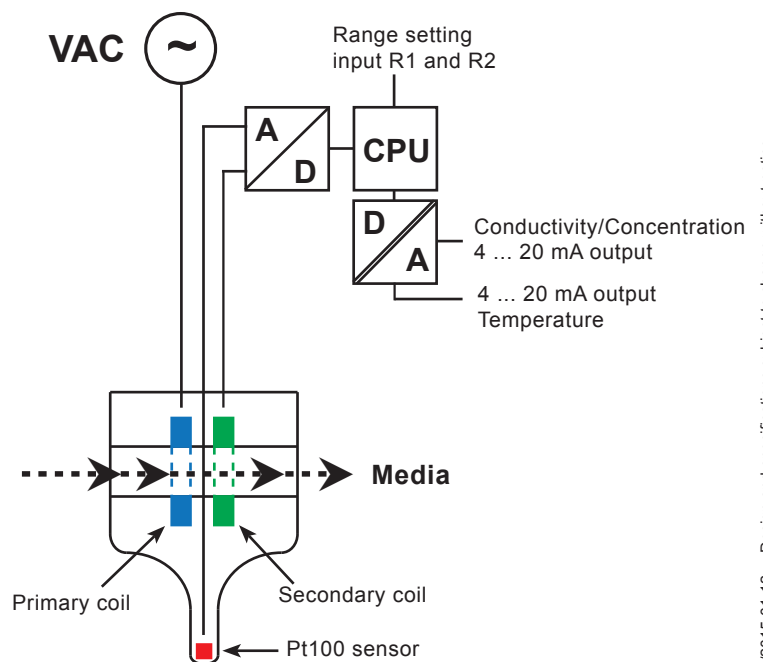 VAC
~
Range setting
input R1 and R2
A
D
CPU
D
A
Conductivity/Concentration
4 ... 20 mA output
4 ... 20 mA output
Temperature
Media
Primary coil
Secondary coil
Pt100 sensor